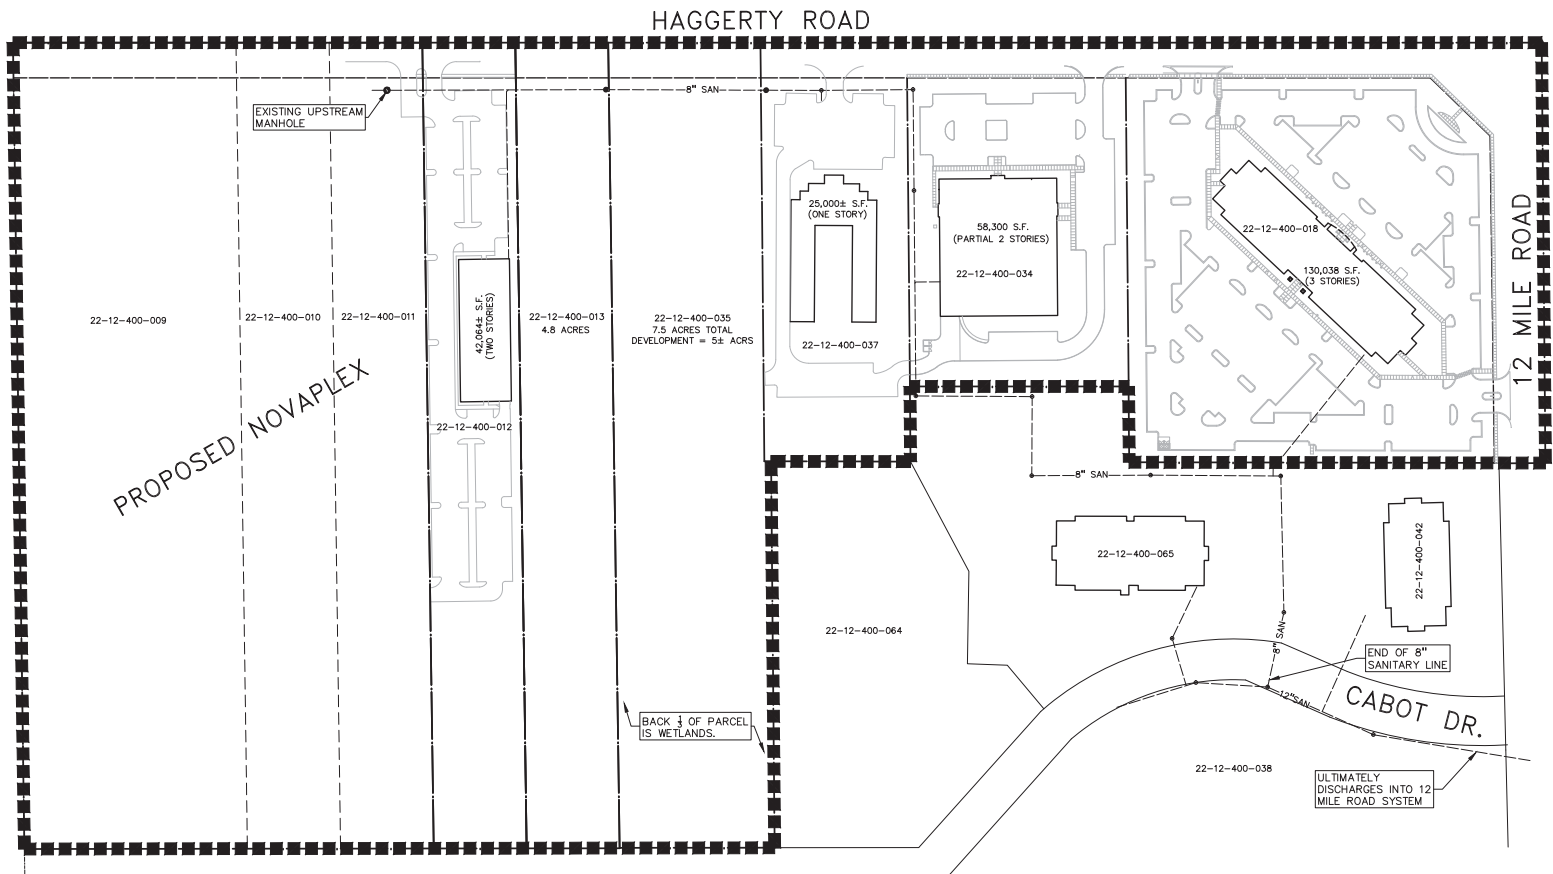 HAGGERTY ROAD
EXISTING UPSTREAM
MANHOLE
8" SAN
25,000± S.F.
(ONE STORY)
58,300 S.F.
(PARTIAL 2 STORIES)
22-12-400-034
22-12-400-018
130,038 S.F.
(3 STORIES)
12 MILE ROAD
22-12-400-009
22-12-400-010
22-12-400-011
42,064± S.F.
(TWO STORIES)
22-12-400-013
4.8 ACRES
22-12-400-035
7.5 ACRES TOTAL
DEVELOPMENT = 5± ACRS
22-12-400-037
PROPOSED NOVAPLEX
22-12-400-012
8" SAN
22-12-400-065
22-12-400-042
22-12-400-064
8" SAN
END OF 8"
SANITARY LINE
12"SAN
CABOT DR.
BACK 1/3 OF PARCEL
IS WETLANDS.
22-12-400-038
ULTIMATELY
DISCHARGES INTO 12
MILE ROAD SYSTEM